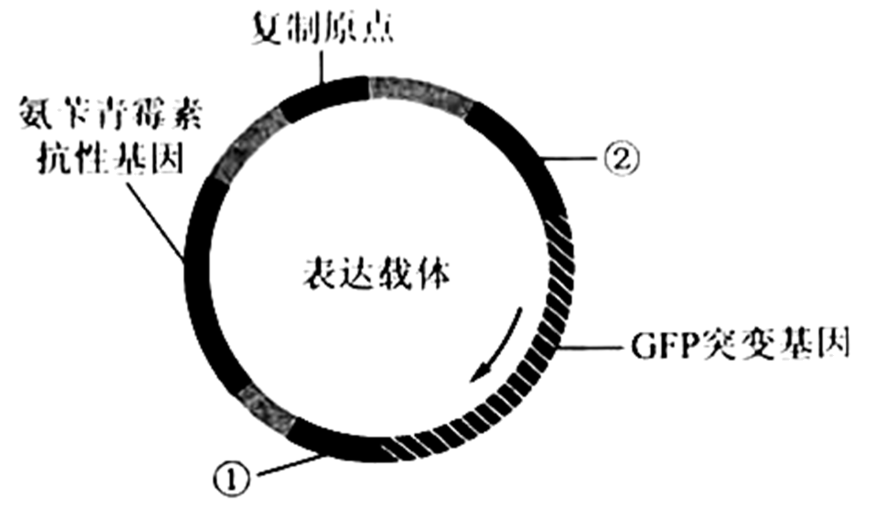 复制原点
氨苄青霉素
抗性基因
②
表达载体
GFP突变基因
①